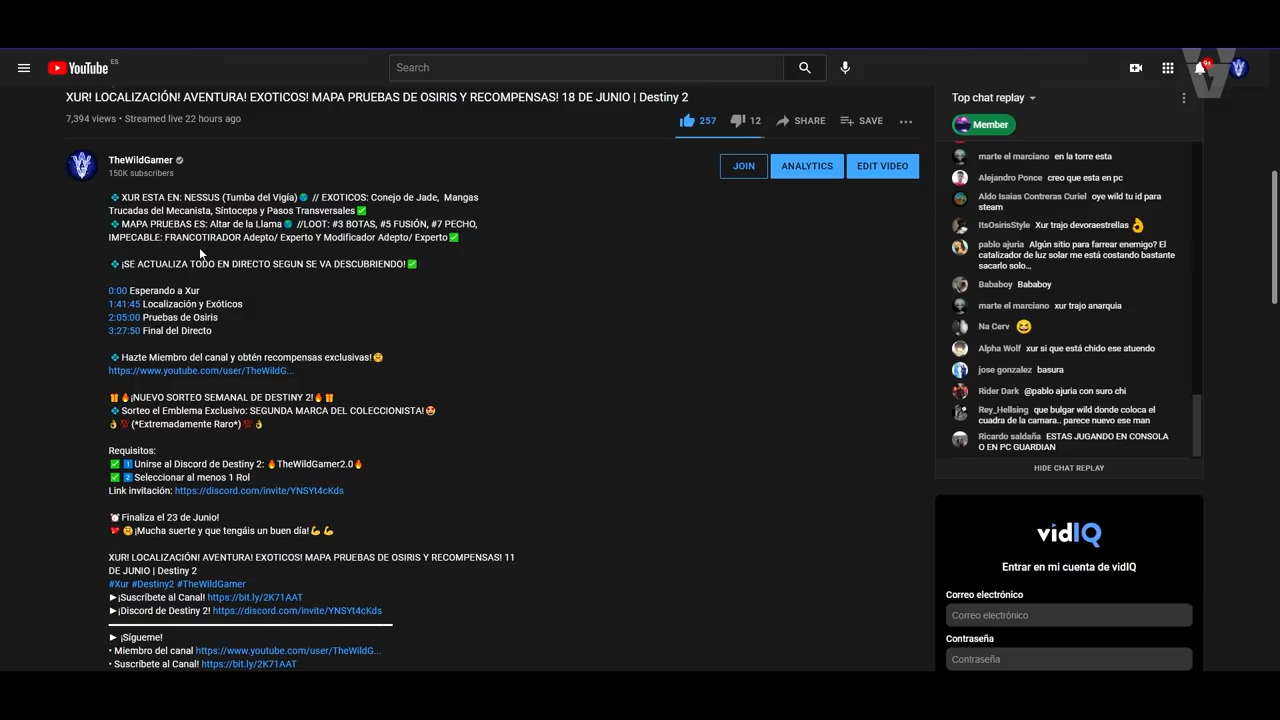 YouTube ES
Search
9+
XUR! LOCALIZACIÓN! AVENTURA! EXOTICOS! MAPA PRUEBAS DE OSIRIS Y RECOMPENSAS! 18 DE JUNIO | Destiny 2
7,394 views • Streamed live 22 hours ago
257
12
SHARE
SAVE
TheWildGamer
150K subscribers
JOIN
ANALYTICS
EDIT VIDEO
XUR ESTA EN: NESSUS (Tumba del Vigía) // EXOTICOS: Conejo de Jade, Mangas
Trucadas del Mecanista, Síntoceps y Pasos Transversales
MAPA PRUEBAS ES: Altar de la Llama //LOOT: #3 BOTAS, #5 FUSIÓN, #7 PECHO,
IMPECABLE: FRANCOTIRADOR Adepto/ Experto Y Modificador Adepto/ Experto
¡SE ACTUALIZA TODO EN DIRECTO SEGUN SE VA DESCUBRIENDO!
0:00 Esperando a Xur
1:41:45 Localización y Exóticos
2:05:00 Pruebas de Osiris
3:27:50 Final del Directo
Hazte Miembro del canal y obtén recompensas exclusivas!
https://www.youtube.com/user/TheWildG...
¡NUEVO SORTEO SEMANAL DE DESTINY 2!
Sorteo el Emblema Exclusivo: SEGUNDA MARCA DEL COLECCIONISTA!
👌💯(*Extremadamente Raro*)💯👌
Requisitos:
✅ 1️⃣Unirse al Discord de Destiny 2: 🔥TheWildGamer2.0🔥
✅ 2️⃣Seleccionar al menos 1 Rol
Link invitación: https://discord.com/invite/YNSYt4cKds
Finaliza el 23 de Junio!
¡Mucha suerte y que tengáis un buen día!
XUR! LOCALIZACIÓN! AVENTURA! EXOTICOS! MAPA PRUEBAS DE OSIRIS Y RECOMPENSAS! 11
DE JUNIO | Destiny 2
#Xur #Destiny2 #TheWildGamer
►¡Suscríbete al Canal! https://bit.ly/2K71AAT
►¡Discord de Destiny 2! https://discord.com/invite/YNSYt4cKds
► ¡Sígueme!
• Miembro del canal https://www.youtube.com/user/TheWildG...
• Suscríbete al Canal! https://bit.ly/2K71AAT
Top chat replay
Member
marte el marciano en la torre esta
Alejandro Ponce creo que esta en pc
Aldo Isaias Contreras Curiel oye wild tu id para
steam
ItsOsirisStyle Xur trajo devoraestrellas
pablo ajuria Algún sitio para farrear enemigo? El
catalizador de luz solar me está costando bastante
sacarlo solo...
Bababoy Bababoy
marte el marciano xur trajo anarquia
Na Cerv
Alpha Wolf xur si que está chido ese atuendo
jose gonzalez basura
Rider Dark @pablo ajuria con suro chi
Rey_Hellsing que bulgar wild donde coloca el
cuadra de la camara.. parece nuevo ese man
Ricardo saldaña ESTAS JUGANDO EN CONSOLA
O EN PC GUARDIAN
HIDE CHAT REPLAY
vidIQ
Entrar en mi cuenta de vidIQ
Correo electrónico
Correo electrónico
Contraseña
Contraseña